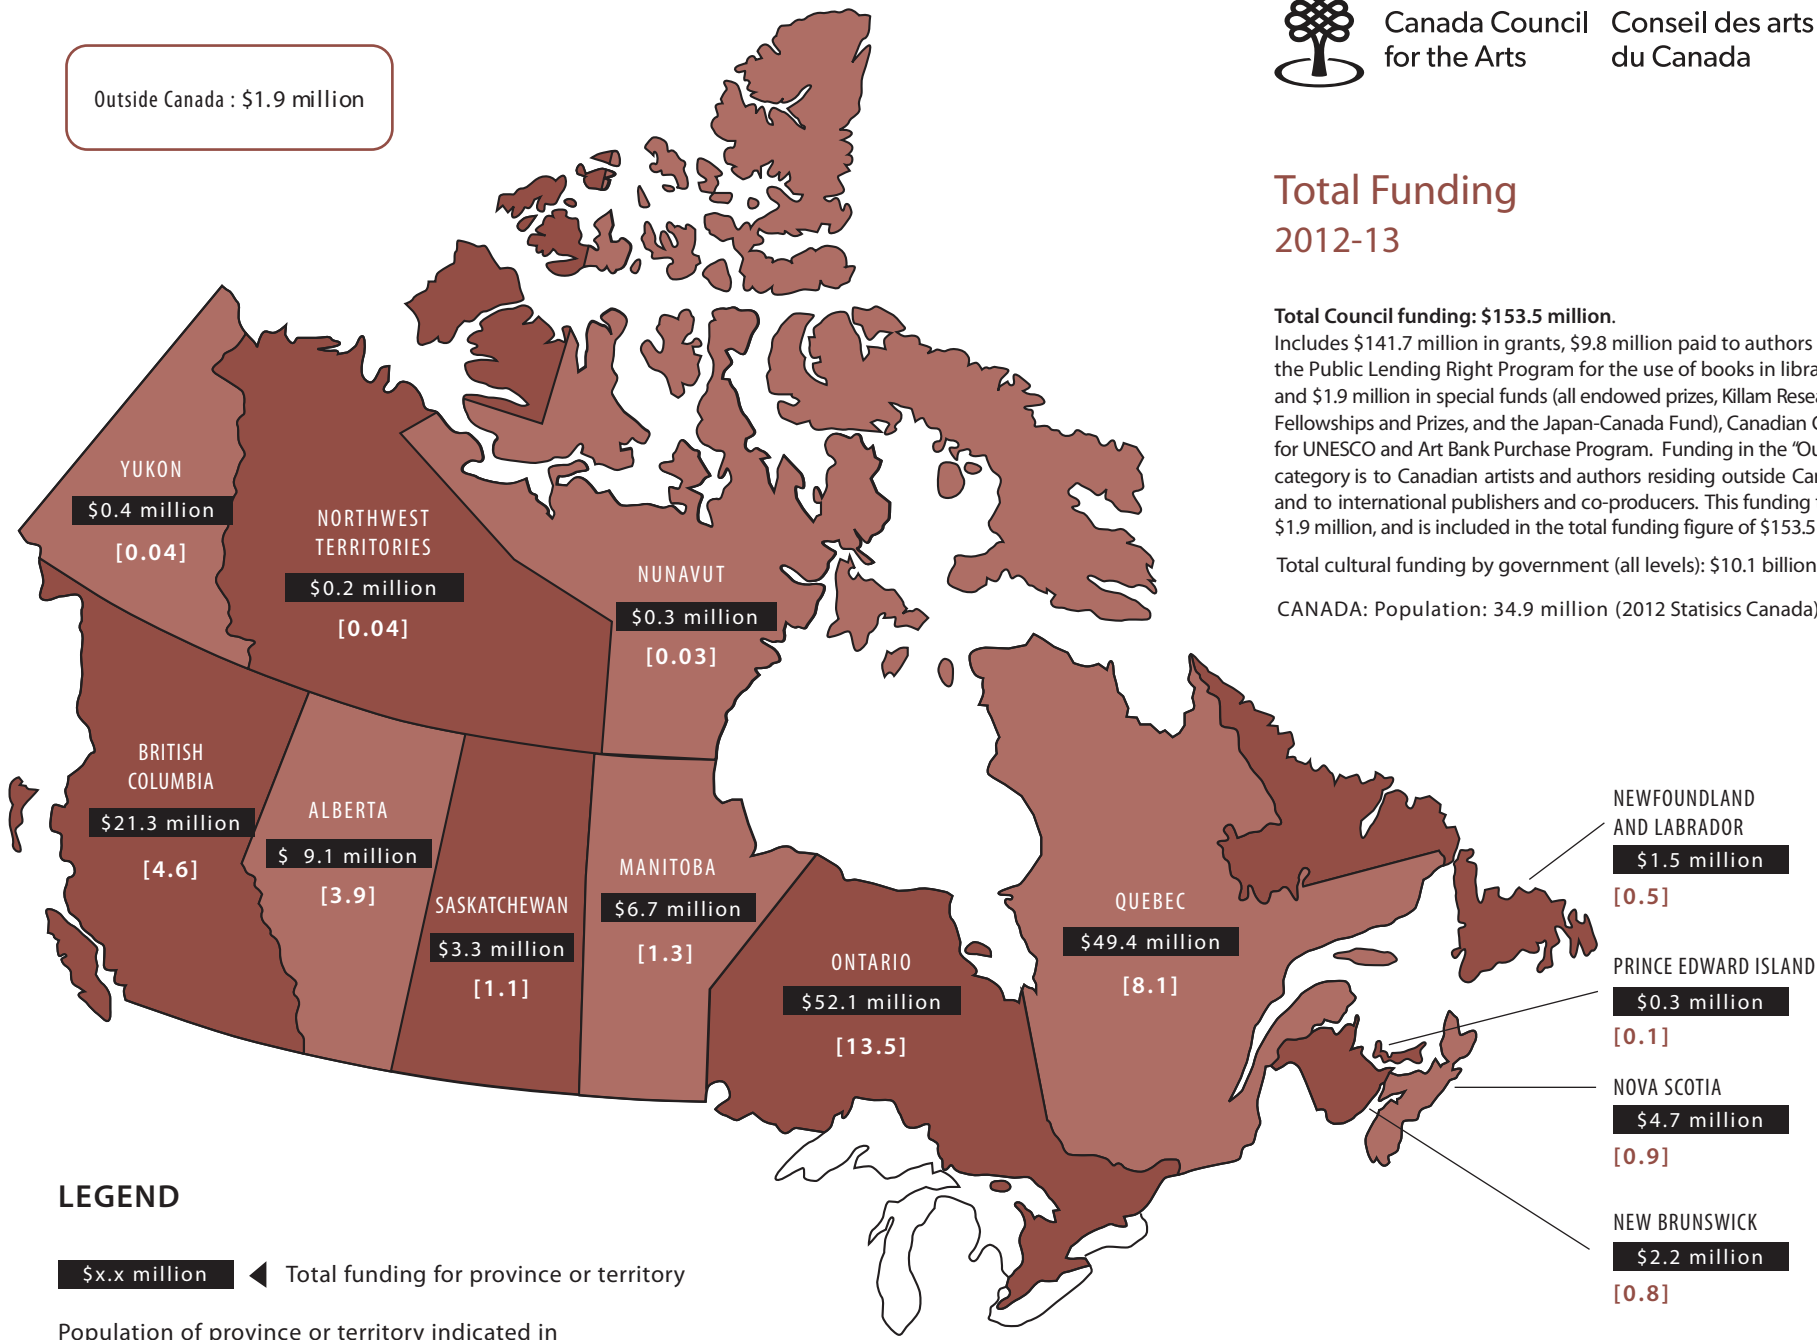 Canada Council Conseil des arts
for the Arts du Canada
Outside Canada : $1.9 million
Total Funding
2012-13
Total Council funding: $153.5 million.
Includes $141.7 million in grants, $9.8 million paid to authors
the Public Lending Right Program for the use of books in
and $1.9 million in special funds (all endowed prizes, Killam
Fellowships and Prizes, and the Japan-Canada Fund), Canadian
for UNESCO and Art Bank Purchase Program. Funding in the
category is to Canadian artists and authors residing outside
and to international publishers and co-producers. This funding
$1.9 million, and is included in the total funding figure of $153.5
Total cultural funding by government (all levels): $10.1 billion
CANADA: Population: 34.9 million (2012 Statisics Canada)
YUKON
$0.4 million
[0.04]
NORTHWEST
TERRITORIES
$0.2 million
[0.04]
NUNAVUT
$0.3 million
[0.03]
BRITISH
COLUMBIA
$21.3 million
[4.6]
ALBERTA
$ 9.1 million
[3.9]
SASKATCHEWAN
$3.3 million
[1.1]
MANITOBA
$6.7 million
[1.3]
ONTARIO
$52.1 million
[13.5]
QUEBEC
$49.4 million
[8.1]
NEWFOUNDLAND
AND LABRADOR
$1.5 million
[0.5]
PRINCE EDWARD ISLAND
$0.3 million
[0.1]
NOVA SCOTIA
$4.7 million
[0.9]
NEW BRUNSWICK
$2.2 million
[0.8]
LEGEND
$x.x million Total funding for province or territory
Population of province or territory indicated in